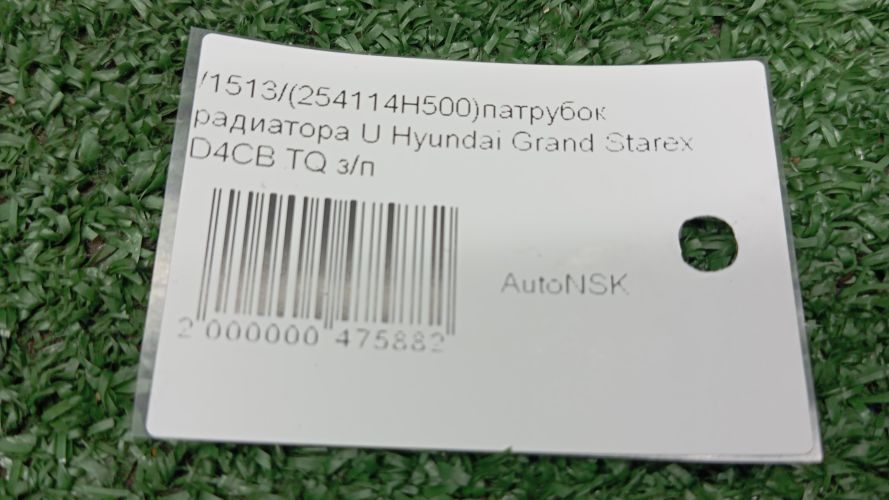 /1513/(254114H500)патрубок
радиатора U Hyundai Grand Starex
D4CB TQ з/п
AutoNSK
2 000000 475882